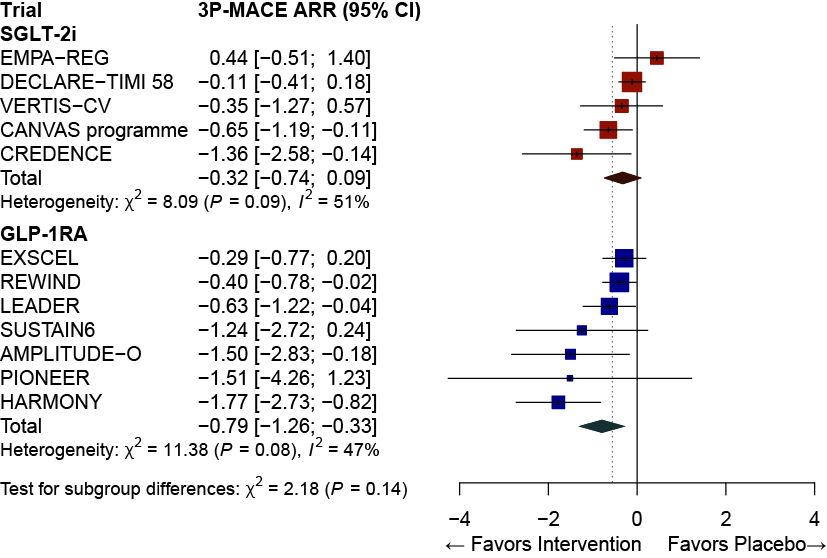 Trial 3P-MACE ARR (95% CI)
SGLT-2i
EMPA−REG 0.44 [−0.51; 1.40]
DECLARE−TIMI 58 −0.11 [−0.41; 0.18]
VERTIS−CV −0.35 [−1.27; 0.57]
CANVAS programme −0.65 [−1.19; −0.11]
CREDENCE −1.36 [−2.58; −0.14]
Total −0.32 [−0.74; 0.09]
Heterogeneity: χ² = 8.09 (P = 0.09), I² = 51%
GLP-1RA
EXSCEL −0.29 [−0.77; 0.20]
REWIND −0.40 [−0.78; −0.02]
LEADER −0.63 [−1.22; −0.04]
SUSTAIN6 −1.24 [−2.72; 0.24]
AMPLITUDE−O −1.50 [−2.83; −0.18]
PIONEER −1.51 [−4.26; 1.23]
HARMONY −1.77 [−2.73; −0.82]
Total −0.79 [−1.26; −0.33]
Heterogeneity: χ² = 11.38 (P = 0.08), I² = 47%
Test for subgroup differences: χ² = 2.18 (P = 0.14)
−4 −2 0 2 4
← Favors Intervention Favors Placebo→